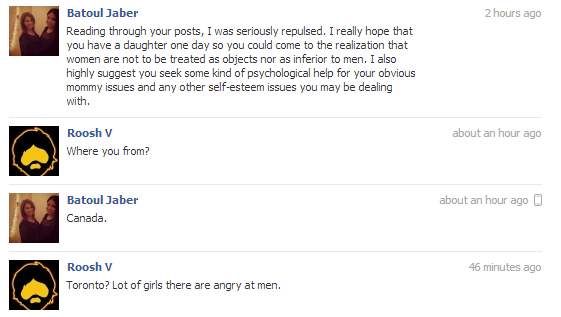 Batoul Jaber 2 hours ago
Reading through your posts, I was seriously repulsed. I really hope that
you have a daughter one day so you could come to the realization that
women are not to be treated as objects nor as inferior to men. I also
highly suggest you seek some kind of psychological help for your obvious
mommy issues and any other self-esteem issues you may be dealing
with.
Roosh V about an hour ago
Where you from?
Batoul Jaber about an hour ago
Canada.
Roosh V 46 minutes ago
Toronto? Lot of girls there are angry at men.